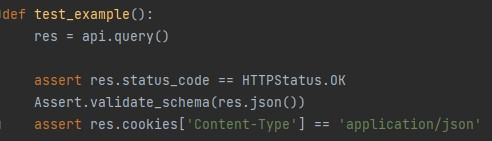 def test_example():
    res = api.query()

    assert res.status_code == HTTPStatus.OK
    Assert.validate_schema(res.json())
    assert res.cookies['Content-Type'] == 'application/json'